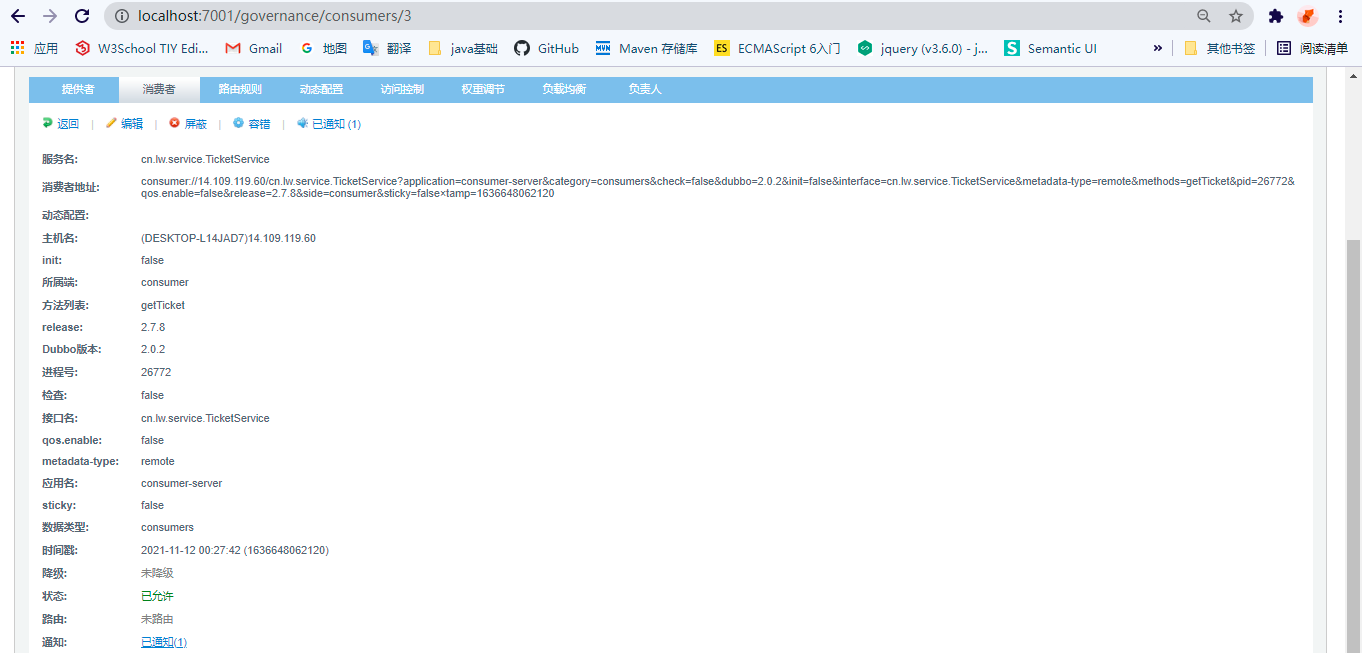 localhost:7001/governance/consumers/3
应用 W3School TIY Edi... Gmail 地图 翻译 java基础 GitHub Maven 存储库 ES ECMAScript 6入门 jquery (v3.6.0) - j... S Semantic UI » 其他书签 阅读清单
提供者 消费者 路由规则 动态配置 访问控制 权重调节 负载均衡 负责人
返回 | 编辑 | 屏蔽 | 容错 | 已通知 (1)
服务名: cn.lw.service.TicketService
消费者地址: consumer://14.109.119.60/cn.lw.service.TicketService?application=consumer-server&category=consumers&check=false&dubbo=2.0.2&init=false&interface=cn.lw.service.TicketService&metadata-type=remote&methods=getTicket&pid=26772&
qos.enable=false&release=2.7.8&side=consumer&sticky=false×tamp=1636648062120
动态配置:
主机名: (DESKTOP-L14JAD7)14.109.119.60
init: false
所属端: consumer
方法列表: getTicket
release: 2.7.8
Dubbo版本: 2.0.2
进程号: 26772
检查: false
接口名: cn.lw.service.TicketService
qos.enable: false
metadata-type: remote
应用名: consumer-server
sticky: false
数据类型: consumers
时间戳: 2021-11-12 00:27:42 (1636648062120)
降级: 未降级
状态: 已允许
路由: 未路由
通知: 已通知(1)